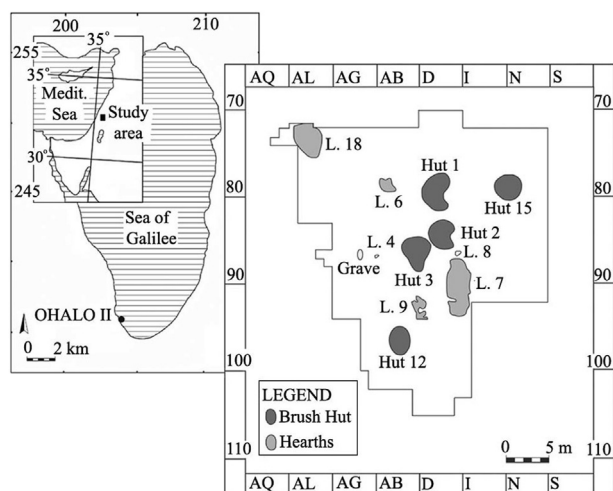 200
210
35°
255
35°
Medit.
Sea
Study
area
30°
245
Sea of
Galilee
OHALO II
0 2 km
AQ AL AG AB D I N S
70
70
L. 18
Hut 1
80
L. 6
Hut 15
80
Hut 2
L. 4
L. 8
Grave
Hut 3
90
L. 7
90
L. 9
Hut 12
100
100
LEGEND
Brush Hut
Hearths
0 5 m
110
110
AQ AL AG AB D I N S